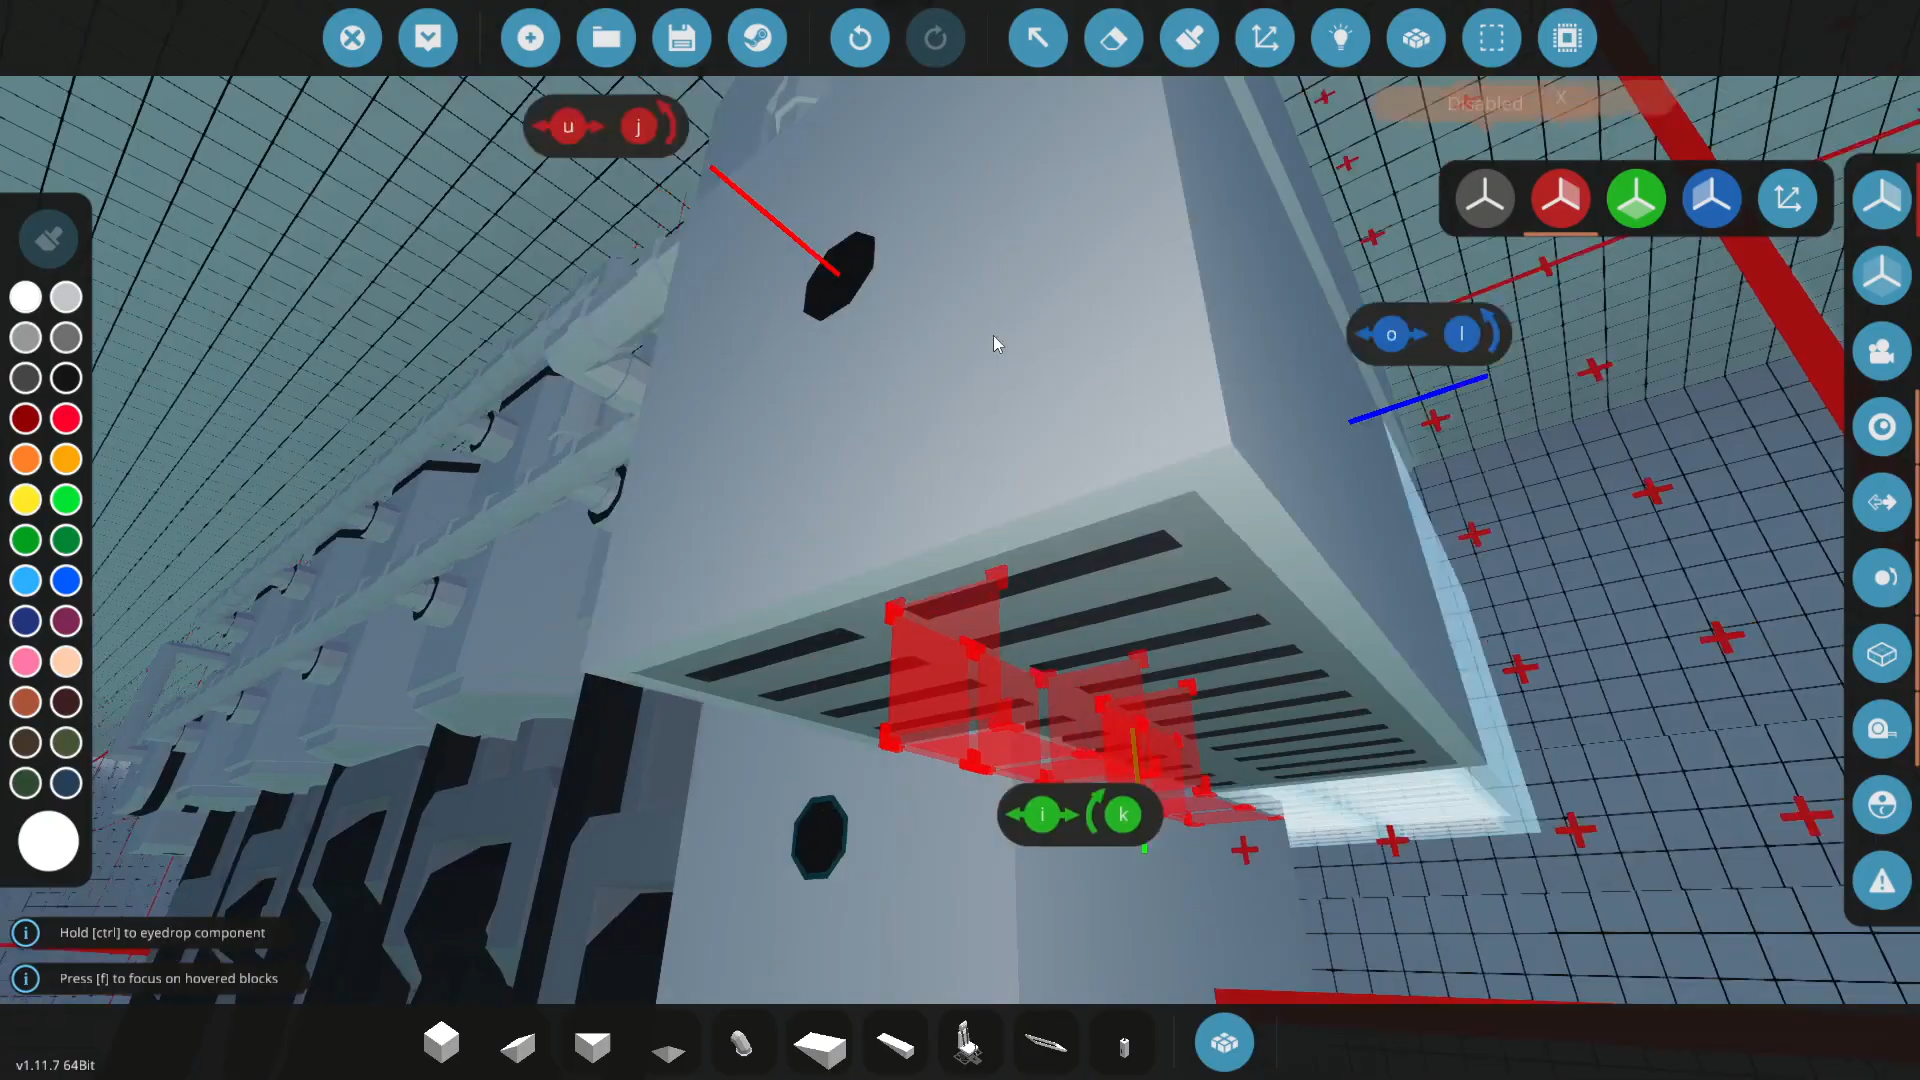 Disabled X
u j
o l
i k
i Hold [ctrl] to eyedrop component
i Press [f] to focus on hovered blocks
v1.11.7 64Bit